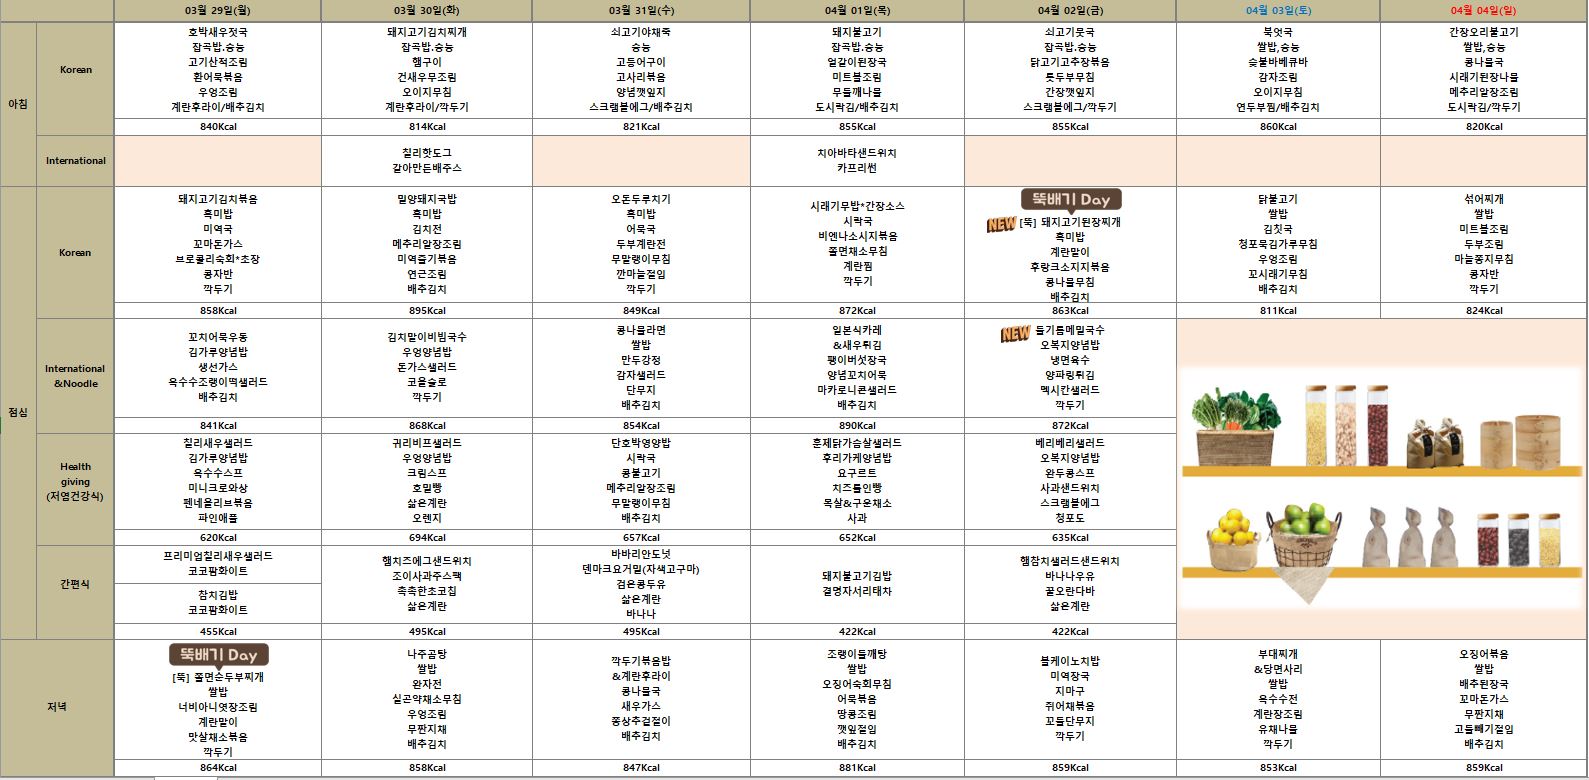 03월 29일(월) 03월 30일(화) 03월 31일(수) 04월 01일(목) 04월 02일(금) 04월 03일(토) 04월 04일(일)
아침
Korean
호박새우젓국
잡곡밥.숭늉
고기산적조림
환어묵볶음
우엉조림
계란후라이/배추김치
840Kcal
돼지고기김치찌개
잡곡밥,숭늉
햄구이
건새우무조림
오이지무침
계란후라이/깍두기
814Kcal
쇠고기야채죽
숭늉
고등어구이
고사리볶음
양념깻잎지
스크램블에그/배추김치
821Kcal
돼지불고기
잡곡밥,숭늉
얼갈이된장국
미트볼조림
무들깨나물
도시락김/배추김치
855Kcal
쇠고기뭇국
잡곡밥,숭늉
닭고기고추장볶음
톳두부무침
간장깻잎지
스크램블에그/깍두기
855Kcal
북엇국
쌀밥,숭늉
숯불바베큐바
감자조림
오이지무침
연두부찜/배추김치
860Kcal
간장오리불고기
쌀밥,숭늉
콩나물국
시래기된장나물
메추리알장조림
도시락김/깍두기
820Kcal
International
칠리핫도그
갈아만든배주스
치아바타샌드위치
카프리썬
점심
Korean
돼지고기김치볶음
흑미밥
미역국
꼬마돈가스
브로콜리숙회*초장
콩자반
깍두기
858Kcal
밀양돼지국밥
흑미밥
김치전
메추리알장조림
미역줄기볶음
연근조림
배추김치
895Kcal
오돈두루치기
흑미밥
어묵국
두부계란전
무말랭이무침
깐마늘절임
깍두기
849Kcal
시래기무밥*간장소스
시락국
비엔나소시지볶음
쫄면채소무침
계란찜
깍두기
872Kcal
뚝배기 Day
NEW [뚝] 돼지고기된장찌개
흑미밥
계란말이
후랑크소지지볶음
콩나물무침
배추김치
863Kcal
닭불고기
쌀밥
김칫국
청포묵김가루무침
우엉조림
꼬시래기무침
배추김치
811Kcal
섞어찌개
쌀밥
미트볼조림
두부조림
마늘쫑지무침
콩자반
깍두기
824Kcal
International
&Noodle
꼬치어묵우동
김가루양념밥
생선가스
옥수수조랭이떡샐러드
배추김치
841Kcal
김치말이비빔국수
우엉양념밥
돈가스샐러드
코울슬로
깍두기
868Kcal
콩나물라면
쌀밥
만두강정
감자샐러드
단무지
배추김치
854Kcal
일본식카레
&새우튀김
팽이버섯장국
양념꼬치어묵
마카로니콘샐러드
배추김치
890Kcal
NEW 들기름메밀국수
오복지양념밥
냉면육수
양파링튀김
멕시칸샐러드
깍두기
872Kcal
Health
giving
(저염건강식)
칠리새우샐러드
김가루양념밥
옥수수스프
미니크로와상
펜네올리브볶음
파인애플
620Kcal
귀리비프샐러드
우엉양념밥
크림스프
호밀빵
삶은계란
오렌지
694Kcal
단호박영양밥
시락국
콩불고기
메추리알장조림
무말랭이무침
배추김치
657Kcal
훈제닭가슴살샐러드
후리가케양념밥
요구르트
치즈롤인빵
목살&구운채소
사과
652Kcal
베리베리샐러드
오복지양념밥
완두콩스프
사과샌드위치
스크램블에그
청포도
635Kcal
간편식
프리미엄칠리새우샐러드
코코팜화이트
참치김밥
코코팜화이트
455Kcal
햄치즈에그샌드위치
조이사과주스팩
촉촉한초코칩
삶은계란
495Kcal
바바리안도넛
덴마크요거밀(자색고구마)
검은콩두유
삶은계란
바나나
495Kcal
돼지불고기김밥
결명자서리태차
422Kcal
햄참치샐러드샌드위치
바나나우유
꿀오란다바
삶은계란
422Kcal
저녁
뚝배기 Day
[뚝] 쫄면순두부찌개
쌀밥
너비아니엿장조림
계란말이
맛살채소볶음
깍두기
864Kcal
나주곰탕
쌀밥
완자전
실곤약채소무침
우엉조림
무짠지채
배추김치
858Kcal
깍두기볶음밥
&계란후라이
콩나물국
새우가스
쫑상추겉절이
배추김치
847Kcal
조랭이들깨탕
쌀밥
오징어숙회무침
어묵볶음
땅콩조림
깻잎절임
배추김치
881Kcal
볼케이노치밥
미역장국
지마구
쥐어채볶음
꼬들단무지
깍두기
859Kcal
부대찌개
&당면사리
쌀밥
옥수수전
계란장조림
유채나물
깍두기
853Kcal
오징어볶음
쌀밥
배추된장국
꼬마돈가스
무짠지채
고들빼기절임
배추김치
859Kcal